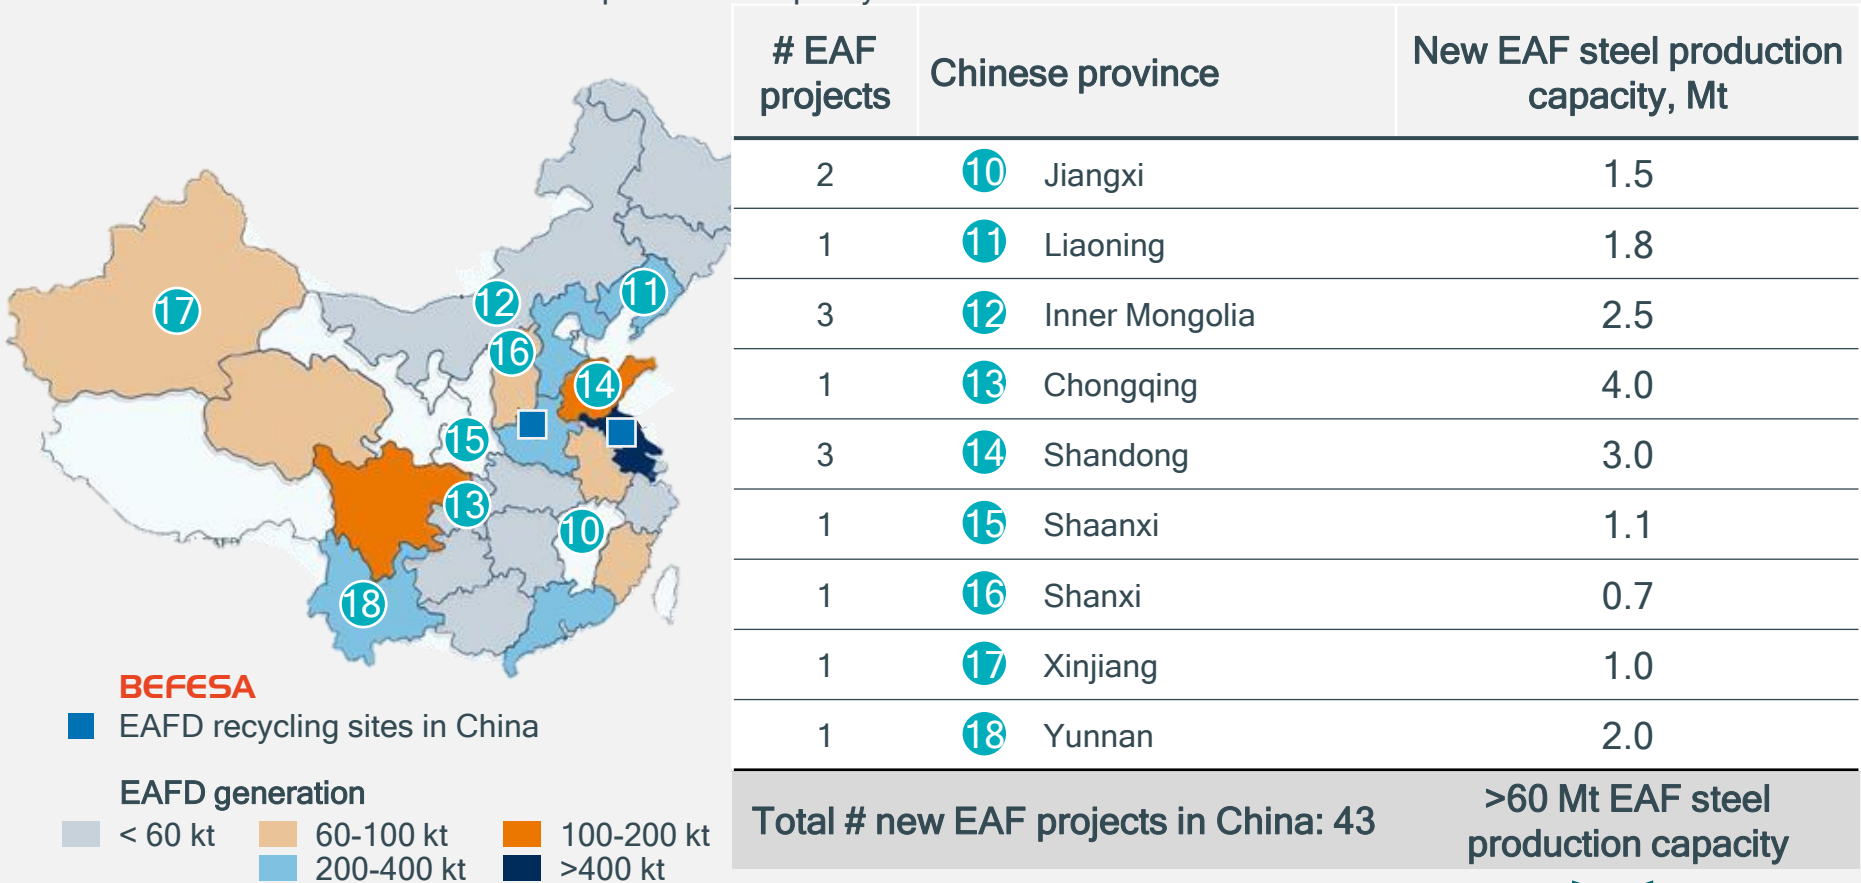 # EAF projects
Chinese province
New EAF steel production capacity, Mt
2 10 Jiangxi 1.5
1 11 Liaoning 1.8
3 12 Inner Mongolia 2.5
1 13 Chongqing 4.0
3 14 Shandong 3.0
1 15 Shaanxi 1.1
1 16 Shanxi 0.7
1 17 Xinjiang 1.0
1 18 Yunnan 2.0
Total # new EAF projects in China: 43
>60 Mt EAF steel
production capacity
17
12
11
16
14
15
13
10
18
BEFESA
EAFD recycling sites in China
EAFD generation
< 60 kt
60-100 kt
100-200 kt
200-400 kt
>400 kt